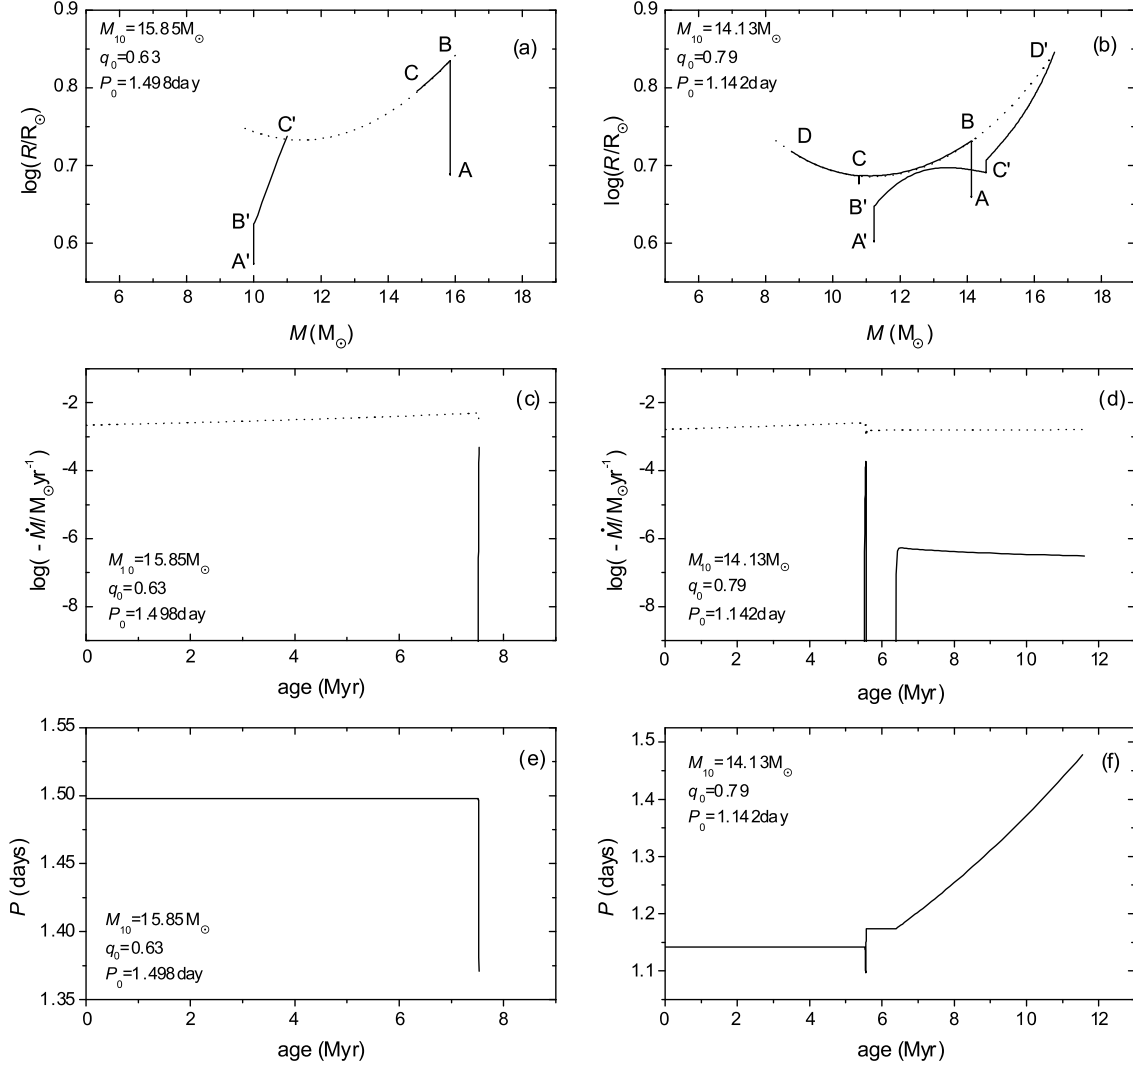 (a)
M10=15.85M☉
q0=0.63
P0=1.498day
B
C
C'
A
B'
A'
log(R/R☉)
0.9
0.8
0.7
0.6
6 8 10 12 14 16 18
M (M☉)
(b)
M10=14.13M☉
q0=0.79
P0=1.142day
D'
D
C
B
C'
B'
A
A'
log(R/R☉)
0.9
0.8
0.7
0.6
6 8 10 12 14 16 18
M (M☉)
(c)
log( - Ṁ/M☉yr-1)
-2
-4
-6
-8
M10=15.85M☉
q0=0.63
P0=1.498day
0 2 4 6 8
age (Myr)
(d)
log( - Ṁ/M☉yr-1)
-2
-4
-6
-8
M10=14.13M☉
q0=0.79
P0=1.142day
0 2 4 6 8 10 12
age (Myr)
(e)
P (days)
1.55
1.50
1.45
1.40
1.35
M10=15.85M☉
q0=0.63
P0=1.498day
0 2 4 6 8
age (Myr)
(f)
M10=14.13M☉
q0=0.79
P0=1.142day
P (days)
1.5
1.4
1.3
1.2
1.1
0 2 4 6 8 10 12
age (Myr)